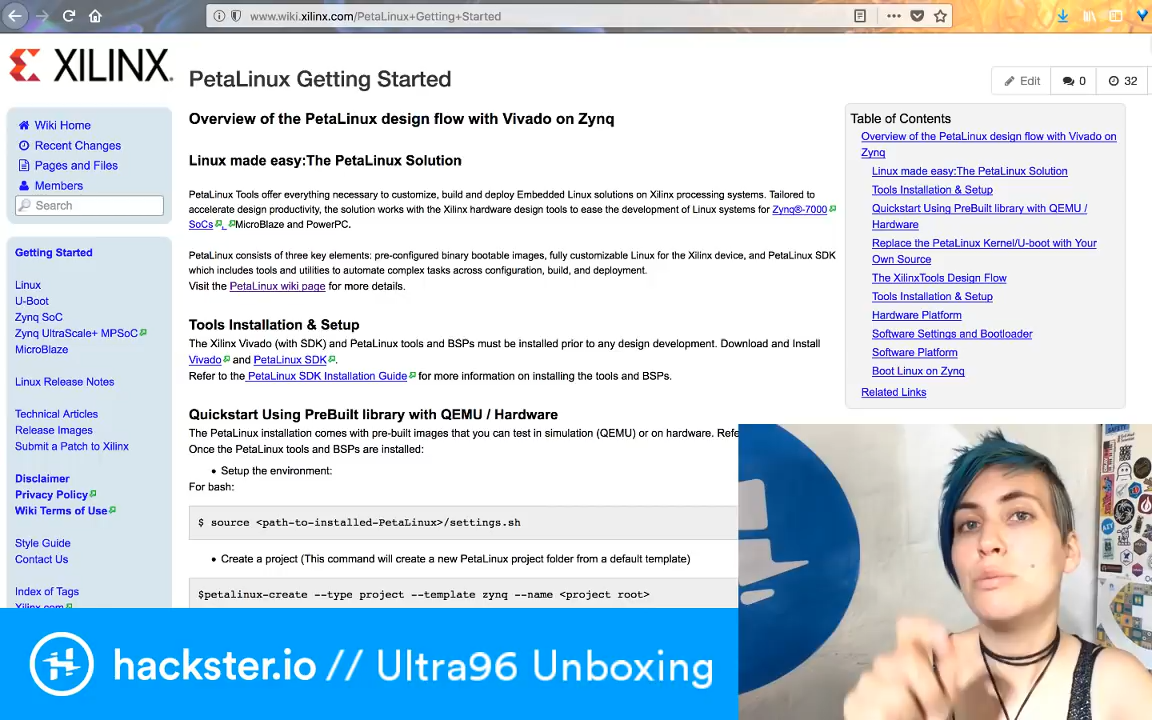 www.wiki.xilinx.com/PetaLinux+Getting+Started
XILINX
PetaLinux Getting Started
Edit
0
32
Wiki Home
Recent Changes
Pages and Files
Members
Search
Getting Started
Linux
U-Boot
Zynq SoC
Zynq UltraScale+ MPSoC
MicroBlaze
Linux Release Notes
Technical Articles
Release Images
Submit a Patch to Xilinx
Disclaimer
Privacy Policy
Wiki Terms of Use
Style Guide
Contact Us
Index of Tags
Xilinx.com
Overview of the PetaLinux design flow with Vivado on Zynq
Linux made easy:The PetaLinux Solution
PetaLinux Tools offer everything necessary to customize, build and deploy Embedded Linux solutions on Xilinx processing systems. Tailored to
accelerate design productivity, the solution works with the Xilinx hardware design tools to ease the development of Linux systems for Zynq®-7000
SoCs, MicroBlaze and PowerPC.
PetaLinux consists of three key elements: pre-configured binary bootable images, fully customizable Linux for the Xilinx device, and PetaLinux SDK
which includes tools and utilities to automate complex tasks across configuration, build, and deployment.
Visit the PetaLinux wiki page for more details.
Tools Installation & Setup
The Xilinx Vivado (with SDK) and PetaLinux tools and BSPs must be installed prior to any design development. Download and Install
Vivado and PetaLinux SDK.
Refer to the PetaLinux SDK Installation Guide for more information on installing the tools and BSPs.
Quickstart Using PreBuilt library with QEMU / Hardware
The PetaLinux installation comes with pre-built images that you can test in simulation (QEMU) or on hardware. Refe
Once the PetaLinux tools and BSPs are installed:
• Setup the environment:
For bash:
$ source <path-to-installed-PetaLinux>/settings.sh
• Create a project (This command will create a new PetaLinux project folder from a default template)
$petalinux-create --type project --template zynq --name <project root>
Table of Contents
Overview of the PetaLinux design flow with Vivado on
Zynq
Linux made easy:The PetaLinux Solution
Tools Installation & Setup
Quickstart Using PreBuilt library with QEMU /
Hardware
Replace the PetaLinux Kernel/U-boot with Your
Own Source
The XilinxTools Design Flow
Tools Installation & Setup
Hardware Platform
Software Settings and Bootloader
Software Platform
Boot Linux on Zynq
Related Links
hackster.io // Ultra96 Unboxing